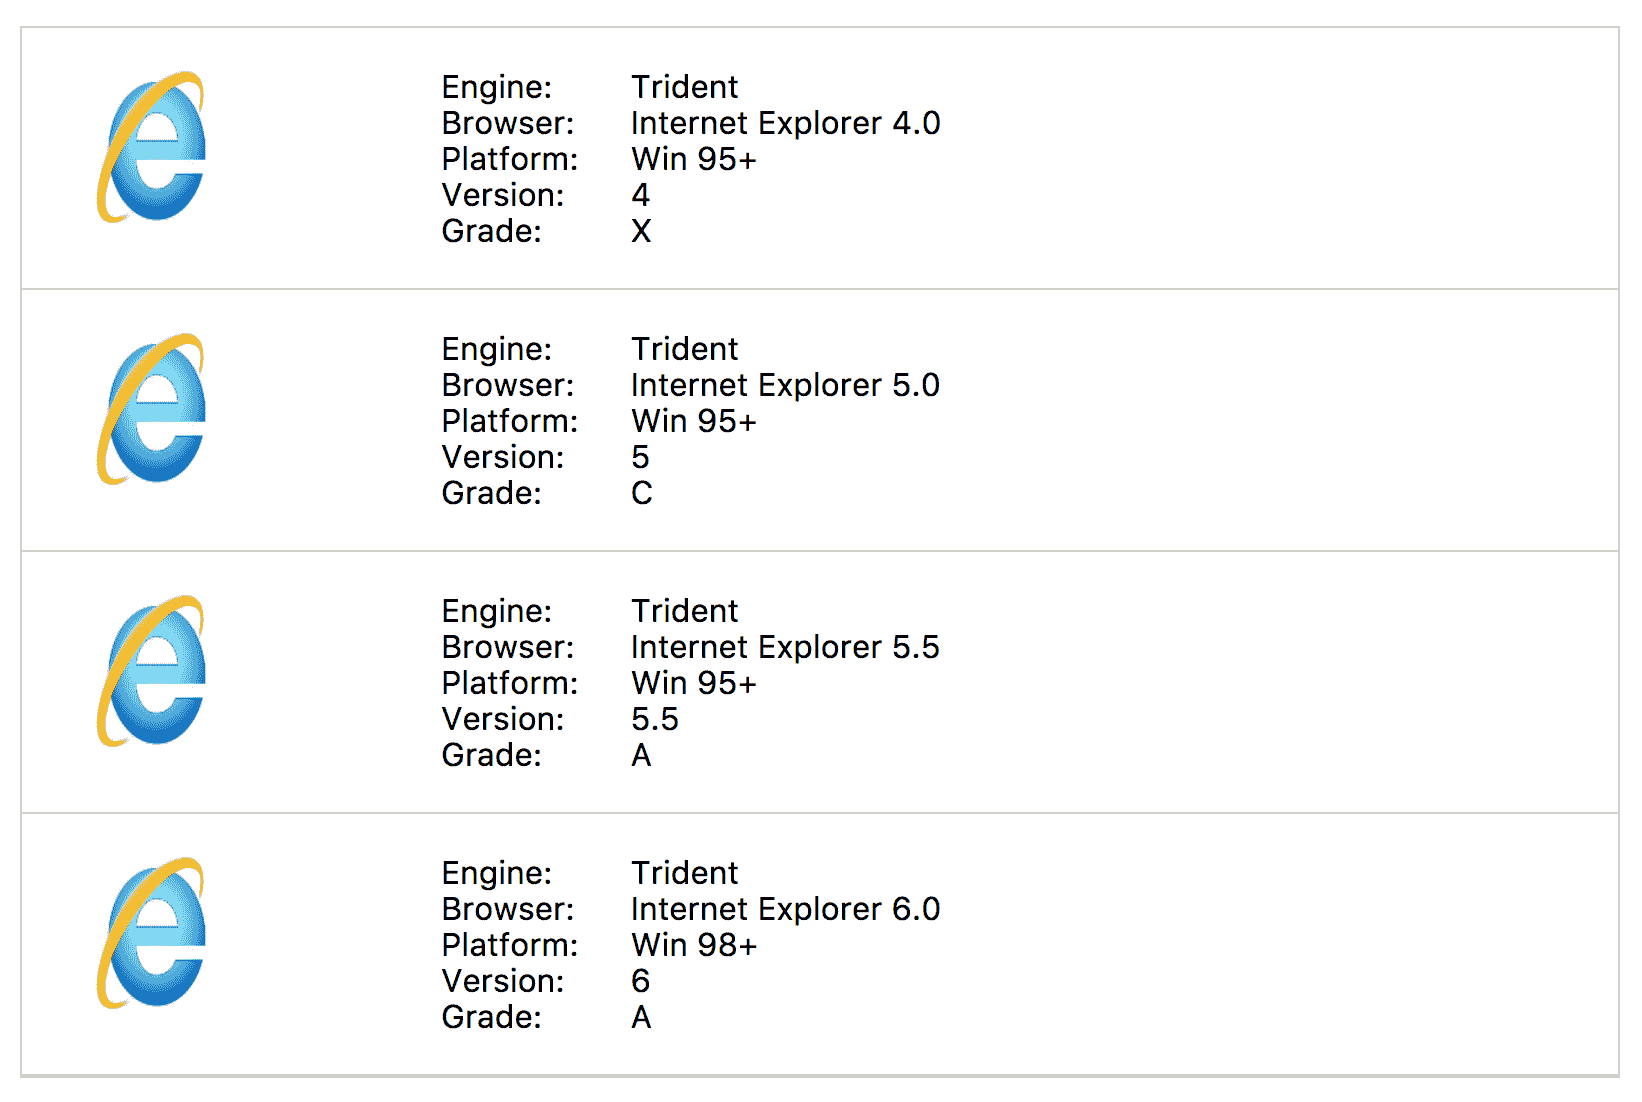 Engine: Trident
Browser: Internet Explorer 4.0
Platform: Win 95+
Version: 4
Grade: X
Engine: Trident
Browser: Internet Explorer 5.0
Platform: Win 95+
Version: 5
Grade: C
Engine: Trident
Browser: Internet Explorer 5.5
Platform: Win 95+
Version: 5.5
Grade: A
Engine: Trident
Browser: Internet Explorer 6.0
Platform: Win 98+
Version: 6
Grade: A